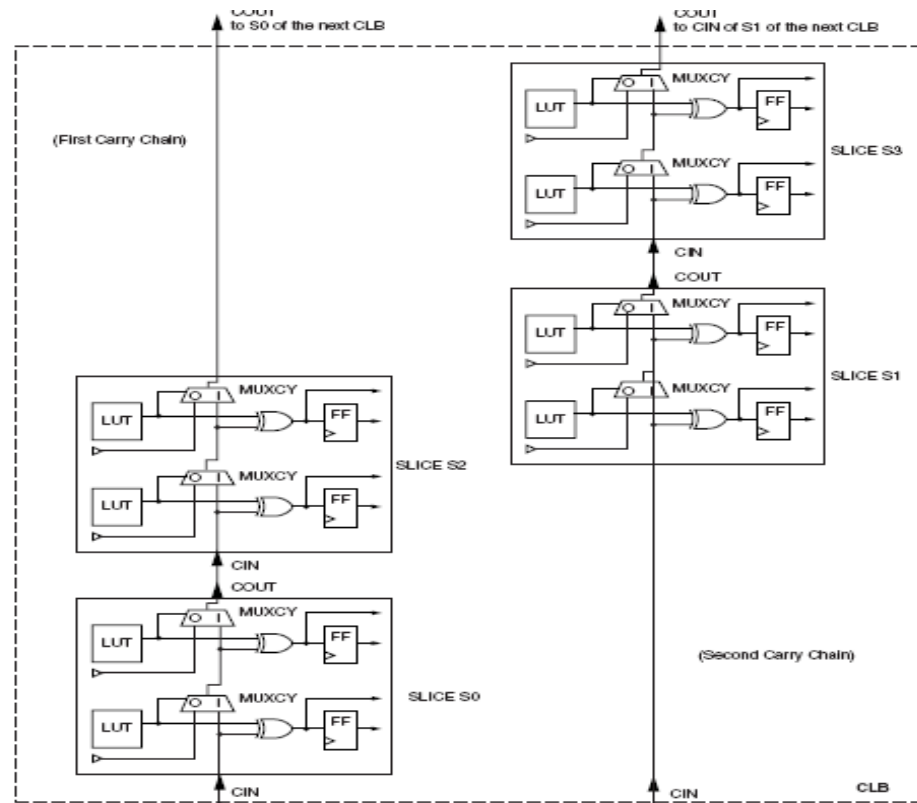 COUT
to S0 of the next CLB
COUT
to CIN of S1 of the next CLB
(First Carry Chain)
O I MUXCY
LUT
FF
O I MUXCY
LUT
FF
SLICE S3
CIN
COUT
O I MUXCY
LUT
FF
O I MUXCY
LUT
FF
SLICE S1
O I MUXCY
LUT
FF
O I MUXCY
LUT
FF
SLICE S2
CIN
COUT
O I MUXCY
LUT
FF
O I MUXCY
LUT
FF
SLICE S0
(Second Carry Chain)
CIN
CIN
CLB